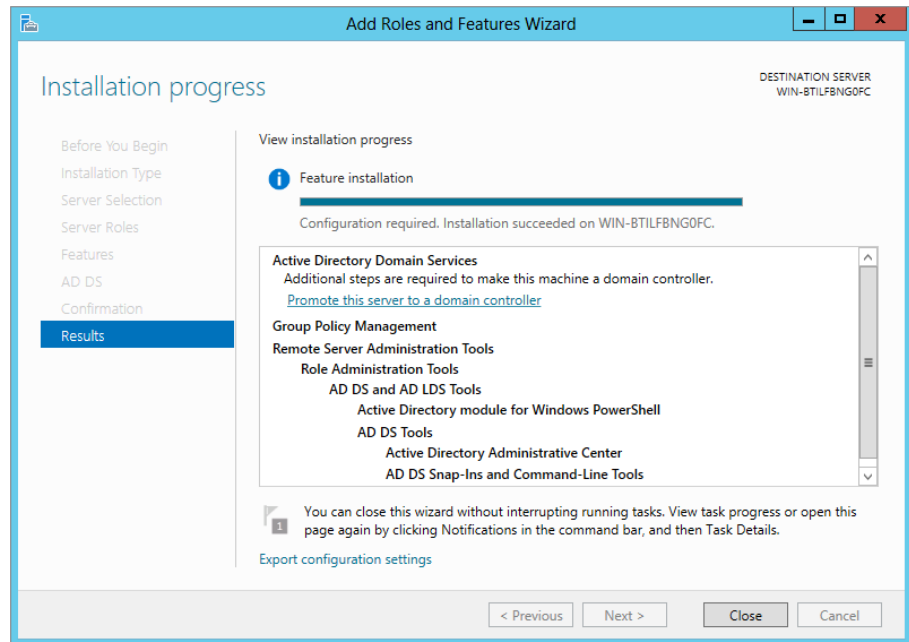 Add Roles and Features Wizard
Installation progress
DESTINATION SERVER
WIN-BTILFBNG0FC
Before You Begin
Installation Type
Server Selection
Server Roles
Features
AD DS
Confirmation
Results
View installation progress
Feature installation
Configuration required. Installation succeeded on WIN-BTILFBNG0FC.
Active Directory Domain Services
Additional steps are required to make this machine a domain controller.
Promote this server to a domain controller
Group Policy Management
Remote Server Administration Tools
Role Administration Tools
AD DS and AD LDS Tools
Active Directory module for Windows PowerShell
AD DS Tools
Active Directory Administrative Center
AD DS Snap-Ins and Command-Line Tools
1
You can close this wizard without interrupting running tasks. View task progress or open this
page again by clicking Notifications in the command bar, and then Task Details.
Export configuration settings
< Previous Next > Close Cancel